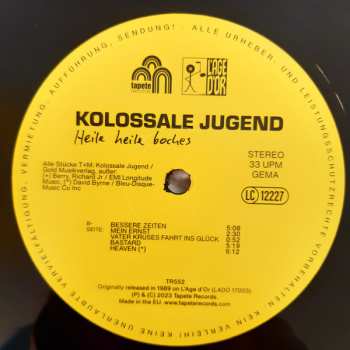 AUFFÜHRUNG, SENDUNG! · ALLE URHEBER- UND LEISTUNGSSCHUTZRECHTE VORBEHALTEN · KEIN VERLEIH! KEINE UNERLAUBTE VERVIELFÄLTIGUNG, VERMIETUNG,
tapete
L'AGE
D'OR
KOLOSSALE JUGEND
Heile heile boches
Alle Stücke T+M: Kolossale Jugend /
Gold Musikverlag, außer:
(+) Berry, Richard Jr / EMI Longitude
Music, (*) David Byrne / Bleu-Disque-
Music Co Inc
STEREO
33 UPM
GEMA
LC 12227
B-
SEITE:
BESSERE ZEITEN 5:08
MEIN ERNST 2:30
VATER KRUSES FAHRT INS GLÜCK 0:52
BASTARD 5:19
HEAVEN (*) 6:12
TR552
Originally released in 1989 on L'Age d'Or (LADO 17003)
(P) & (C) 2023 Tapete Records.
Made in the EU. www.tapeterecords.com